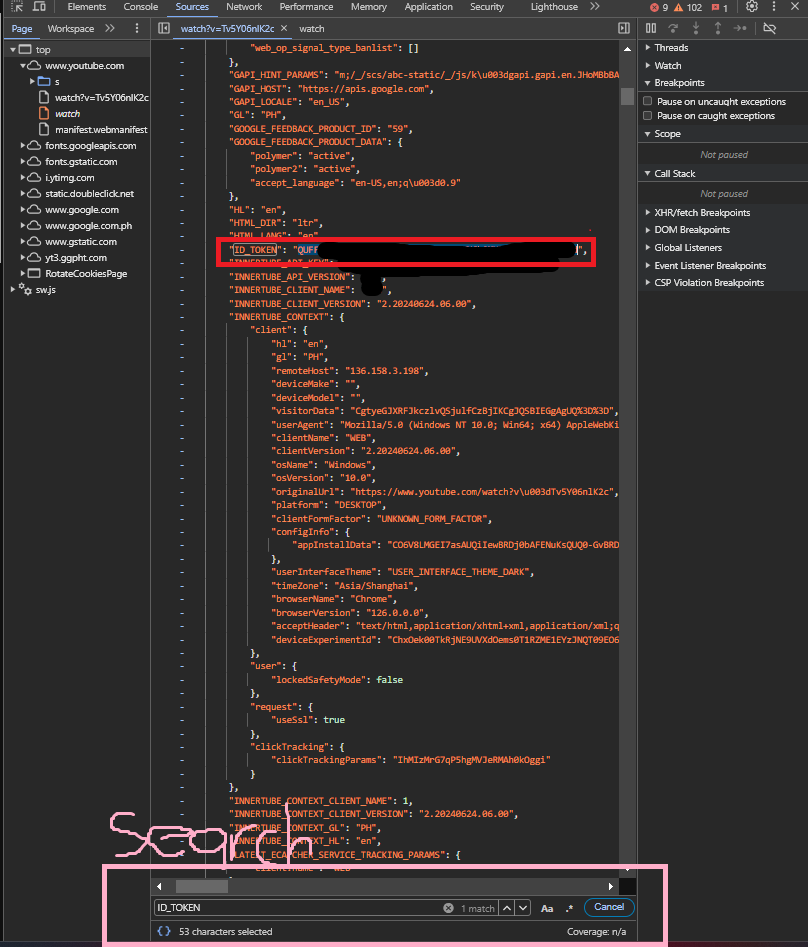 Elements Console Sources Network Performance Memory Application Security Lighthouse 9 102 1
Page Workspace
watch?v=Tv5Y06nlK2c
watch
top
www.youtube.com
s
watch?v=Tv5Y06nlK2c
watch
manifest.webmanifest
fonts.googleapis.com
fonts.gstatic.com
i.ytimg.com
static.doubleclick.net
www.google.com
www.google.com.ph
www.gstatic.com
yt3.ggpht.com
RotateCookiesPage
sw.js
"web_op_signal_type_banlist": []
},
"GAPI_HINT_PARAMS": "m;/_/scs/abc-static/_/js/k\u003dgapi.gapi.en.JHoMBbBA
"GAPI_HOST": "https://apis.google.com",
"GAPI_LOCALE": "en_US",
"GL": "PH",
"GOOGLE_FEEDBACK_PRODUCT_ID": "59",
"GOOGLE_FEEDBACK_PRODUCT_DATA": {
"polymer": "active",
"polymer2": "active",
"accept_language": "en-US,en;q\u003d0.9"
},
"HL": "en",
"HTML_DIR": "ltr",
"HTML_LANG": "en"
"ID_TOKEN": "QUFF ",
"INNERTUBE_API_KEY":
"INNERTUBE_API_VERSION":
"INNERTUBE_CLIENT_NAME": ",
"INNERTUBE_CLIENT_VERSION": "2.20240624.06.00",
"INNERTUBE_CONTEXT": {
"client": {
"hl": "en",
"gl": "PH",
"remoteHost": "136.158.3.198",
"deviceMake": "",
"deviceModel": "",
"visitorData": "CgtyeGJXRFJkczlvQSjulfCzBjIKCgJQSBIEGgAgUQ%3D%3D",
"userAgent": "Mozilla/5.0 (Windows NT 10.0; Win64; x64) AppleWebKi
"clientName": "WEB",
"clientVersion": "2.20240624.06.00",
"osName": "Windows",
"osVersion": "10.0",
"originalUrl": "https://www.youtube.com/watch?v\u003dTv5Y06nlK2c",
"platform": "DESKTOP",
"clientFormFactor": "UNKNOWN_FORM_FACTOR",
"configInfo": {
"appInstallData": "CO6V8LMGEI7asAUQiIewBRDj0bAFENuKsQUQ0-GvBRD
},
"userInterfaceTheme": "USER_INTERFACE_THEME_DARK",
"timeZone": "Asia/Shanghai",
"browserName": "Chrome",
"browserVersion": "126.0.0.0",
"acceptHeader": "text/html,application/xhtml+xml,application/xml;q
"deviceExperimentId": "ChxOek00TkRjNE9UVXdOems0T1RZME1EYzJNQT09EO6
},
"user": {
"lockedSafetyMode": false
},
"request": {
"useSsl": true
},
"clickTracking": {
"clickTrackingParams": "IhMIzMrG7qP5hgMVJeRMAh0kOggi"
}
},
"INNERTUBE_CONTEXT_CLIENT_NAME": 1,
"INNERTUBE_CONTEXT_CLIENT_VERSION": "2.20240624.06.00",
"INNERTUBE_CONTEXT_GL": "PH",
"INNERTUBE_CONTEXT_HL": "en",
"LATEST_ECATCHER_SERVICE_TRACKING_PARAMS": {
"client.name": "WEB"
search
ID_TOKEN 1 match Aa .* Cancel
{} 53 characters selected Coverage: n/a
Threads
Watch
Breakpoints
Pause on uncaught exceptions
Pause on caught exceptions
Scope
Not paused
Call Stack
Not paused
XHR/fetch Breakpoints
DOM Breakpoints
Global Listeners
Event Listener Breakpoints
CSP Violation Breakpoints